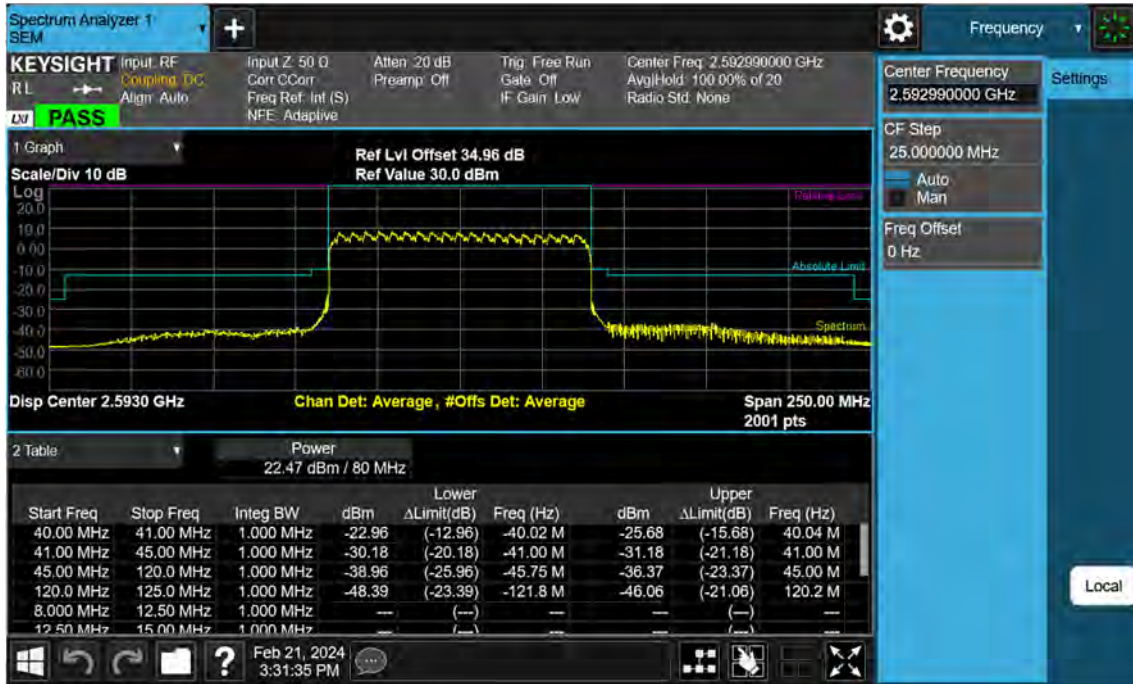 Spectrum Analyzer 1
SEM
Frequency
KEYSIGHT
RL
LXI
PASS
Input: RF
Coupling: DC
Align: Auto
Input Z: 50 Ω
Corr CCorr
Freq Ref: Int (S)
NFE: Adaptive
Atten: 20 dB
Preamp: Off
Trig: Free Run
Gate: Off
IF Gain: Low
Center Freq: 2.592990000 GHz
Avg|Hold: 100.00% of 20
Radio Std: None
Center Frequency
2.592990000 GHz
Settings
CF Step
25.000000 MHz
Auto
Man
Freq Offset
0 Hz
1 Graph
Scale/Div 10 dB
Ref Lvl Offset 34.96 dB
Ref Value 30.0 dBm
Log
20.0
10.0
0.00
-10.0
-20.0
-30.0
-40.0
-50.0
-60.0
Relative Limit
Absolute Limit
Spectrum
Disp Center 2.5930 GHz
Chan Det: Average, #Offs Det: Average
Span 250.00 MHz
2001 pts
2 Table
Power
22.47 dBm / 80 MHz
Lower Upper
Start Freq Stop Freq Integ BW dBm ΔLimit(dB) Freq (Hz) dBm ΔLimit(dB) Freq (Hz)
40.00 MHz 41.00 MHz 1.000 MHz -22.96 (-12.96) -40.02 M -25.68 (-15.68) 40.04 M
41.00 MHz 45.00 MHz 1.000 MHz -30.18 (-20.18) -41.00 M -31.18 (-21.18) 41.00 M
45.00 MHz 120.0 MHz 1.000 MHz -38.96 (-25.96) -45.75 M -36.37 (-23.37) 45.00 M
120.0 MHz 125.0 MHz 1.000 MHz -48.39 (-23.39) -121.8 M -46.06 (-21.06) 120.2 M
8.000 MHz 12.50 MHz 1.000 MHz --- (---) --- --- (---) ---
12.50 MHz 15.00 MHz 1.000 MHz --- (---) --- --- (---) ---
Local
?
Feb 21, 2024
3:31:35 PM